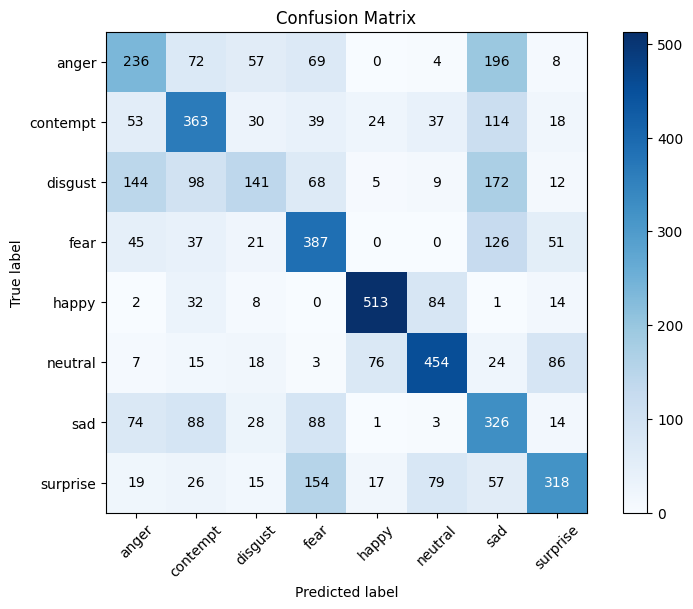 Confusion Matrix
True label
anger 236 72 57 69 0 4 196 8
contempt 53 363 30 39 24 37 114 18
disgust 144 98 141 68 5 9 172 12
fear 45 37 21 387 0 0 126 51
happy 2 32 8 0 513 84 1 14
neutral 7 15 18 3 76 454 24 86
sad 74 88 28 88 1 3 326 14
surprise 19 26 15 154 17 79 57 318
anger contempt disgust fear happy neutral sad surprise
Predicted label
500
400
300
200
100
0